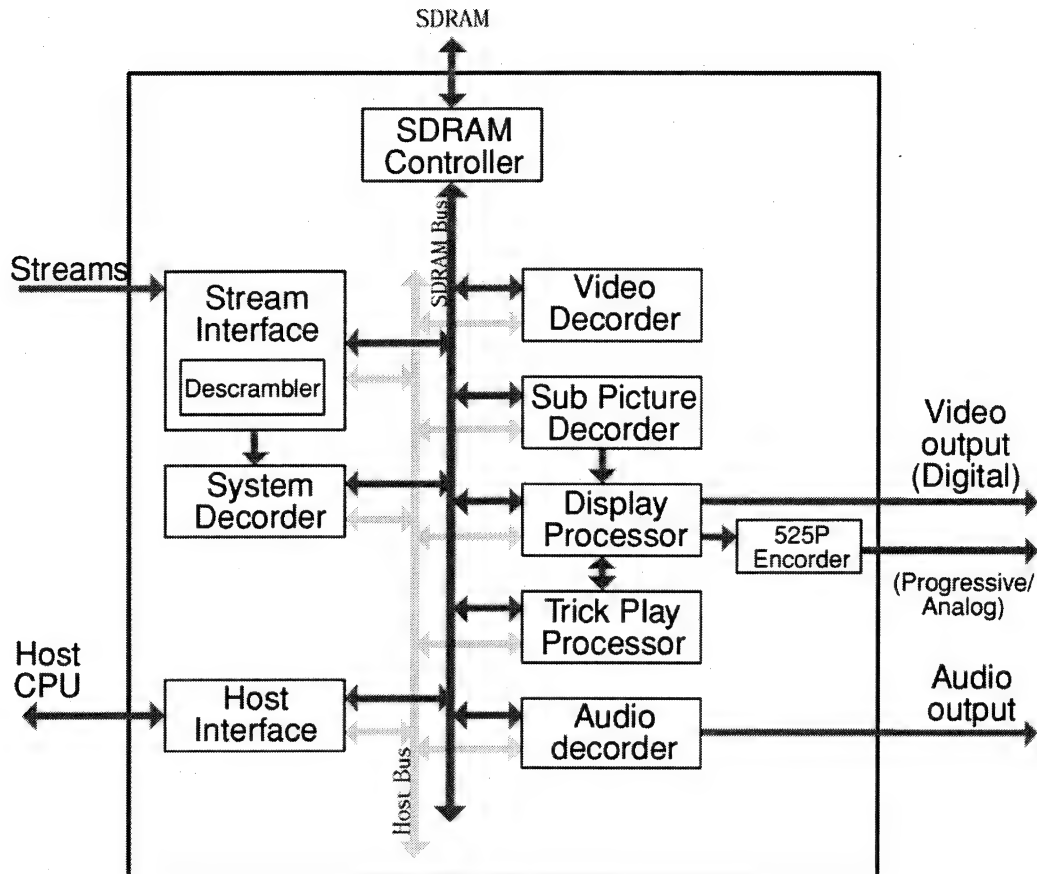 SDRAM
SDRAM
Controller
SDRAM Bus
Streams
Stream
Interface
Descrambler
Video
Decorder
Sub Picture
Decorder
Video
output
(Digital)
System
Decorder
Display
Processor
525P
Encorder
(Progressive/
Analog)
Trick Play
Processor
Host
CPU
Host
Interface
Host Bus
Audio
decorder
Audio
output